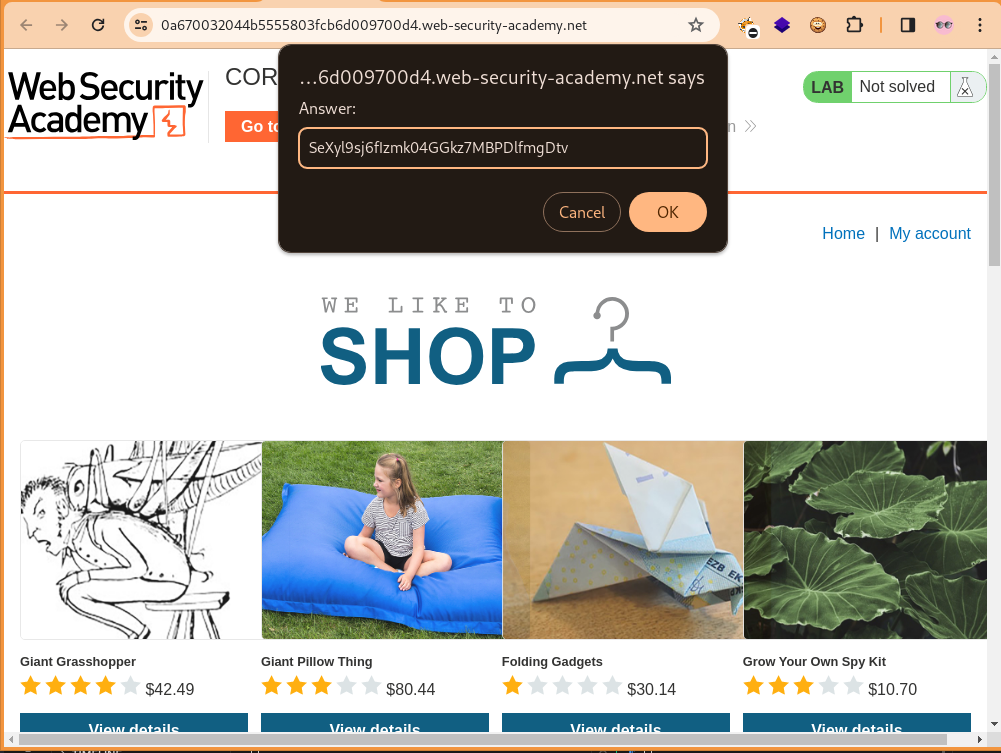 0a670032044b5555803fcb6d009700d4.web-security-academy.net
...6d009700d4.web-security-academy.net says
Answer:
SeXyl9sj6fIzmk04GGkz7MBPDlfmgDtv
Cancel OK
Web Security
Academy
COR
Go to
n
LAB Not solved
Home | My account
WE LIKE TO
SHOP
EZB EK
Giant Grasshopper Giant Pillow Thing Folding Gadgets Grow Your Own Spy Kit
$42.49 $80.44 $30.14 $10.70
View details View details View details View details